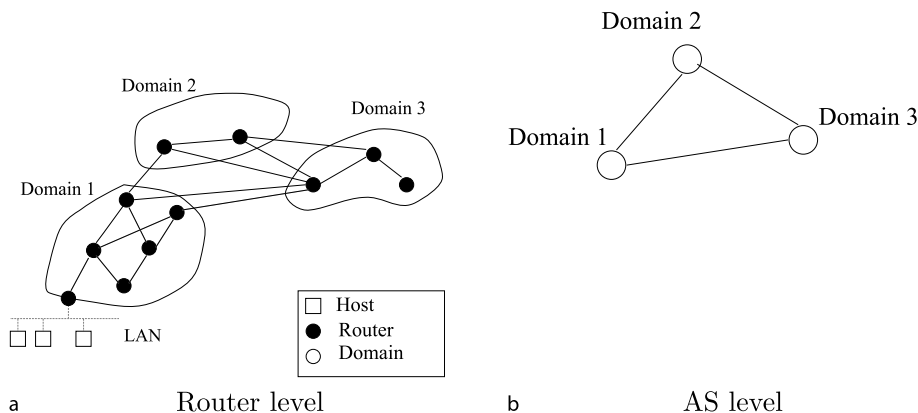 Domain 2
Domain 3
Domain 1
LAN
Host
Router
Domain
a
Router level
Domain 2
Domain 3
Domain 1
b
AS level